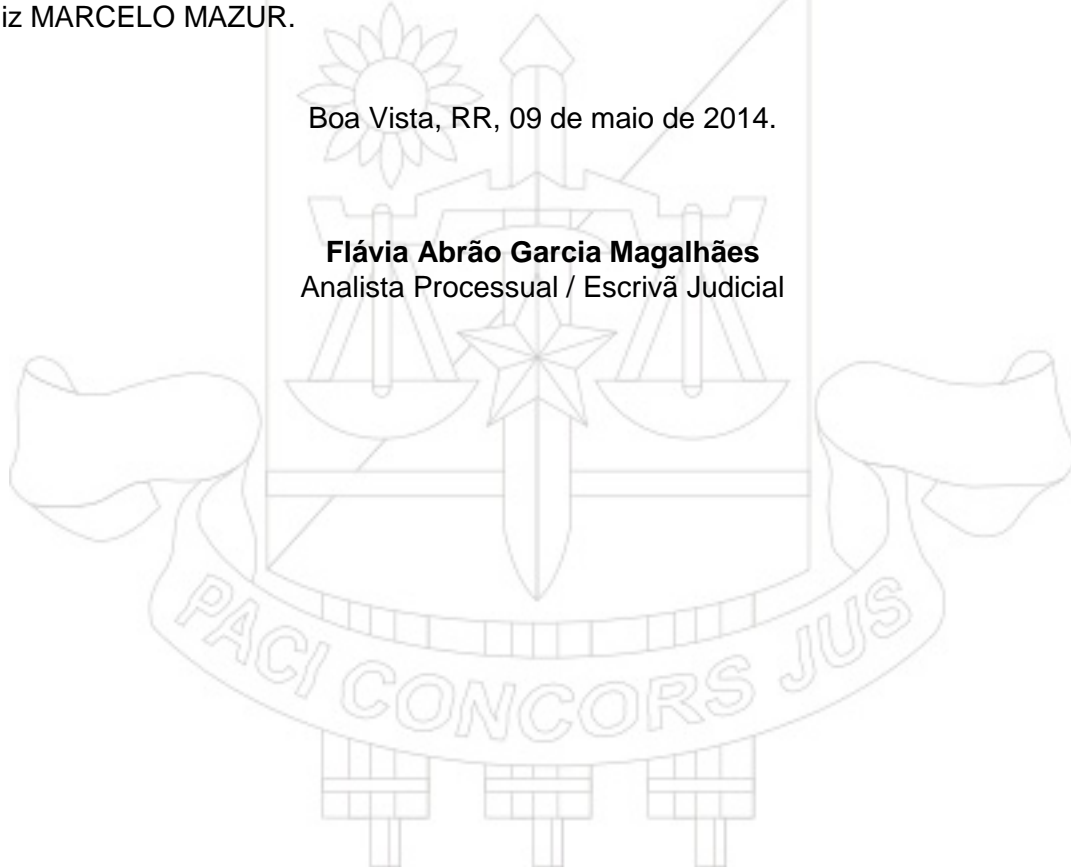 iz MARCELO MAZUR.
Boa Vista, RR, 09 de maio de 2014.
Flávia Abrão Garcia Magalhães
Analista Processual / Escrivã Judicial
PACI CONCORS JUS